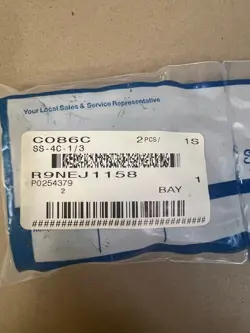 Your Local Sales & Service Representative
C086C 2 PCS/ 1S
SS-4C-1/3
R9NEJ1158
P0254379 1
2 BAY
################################